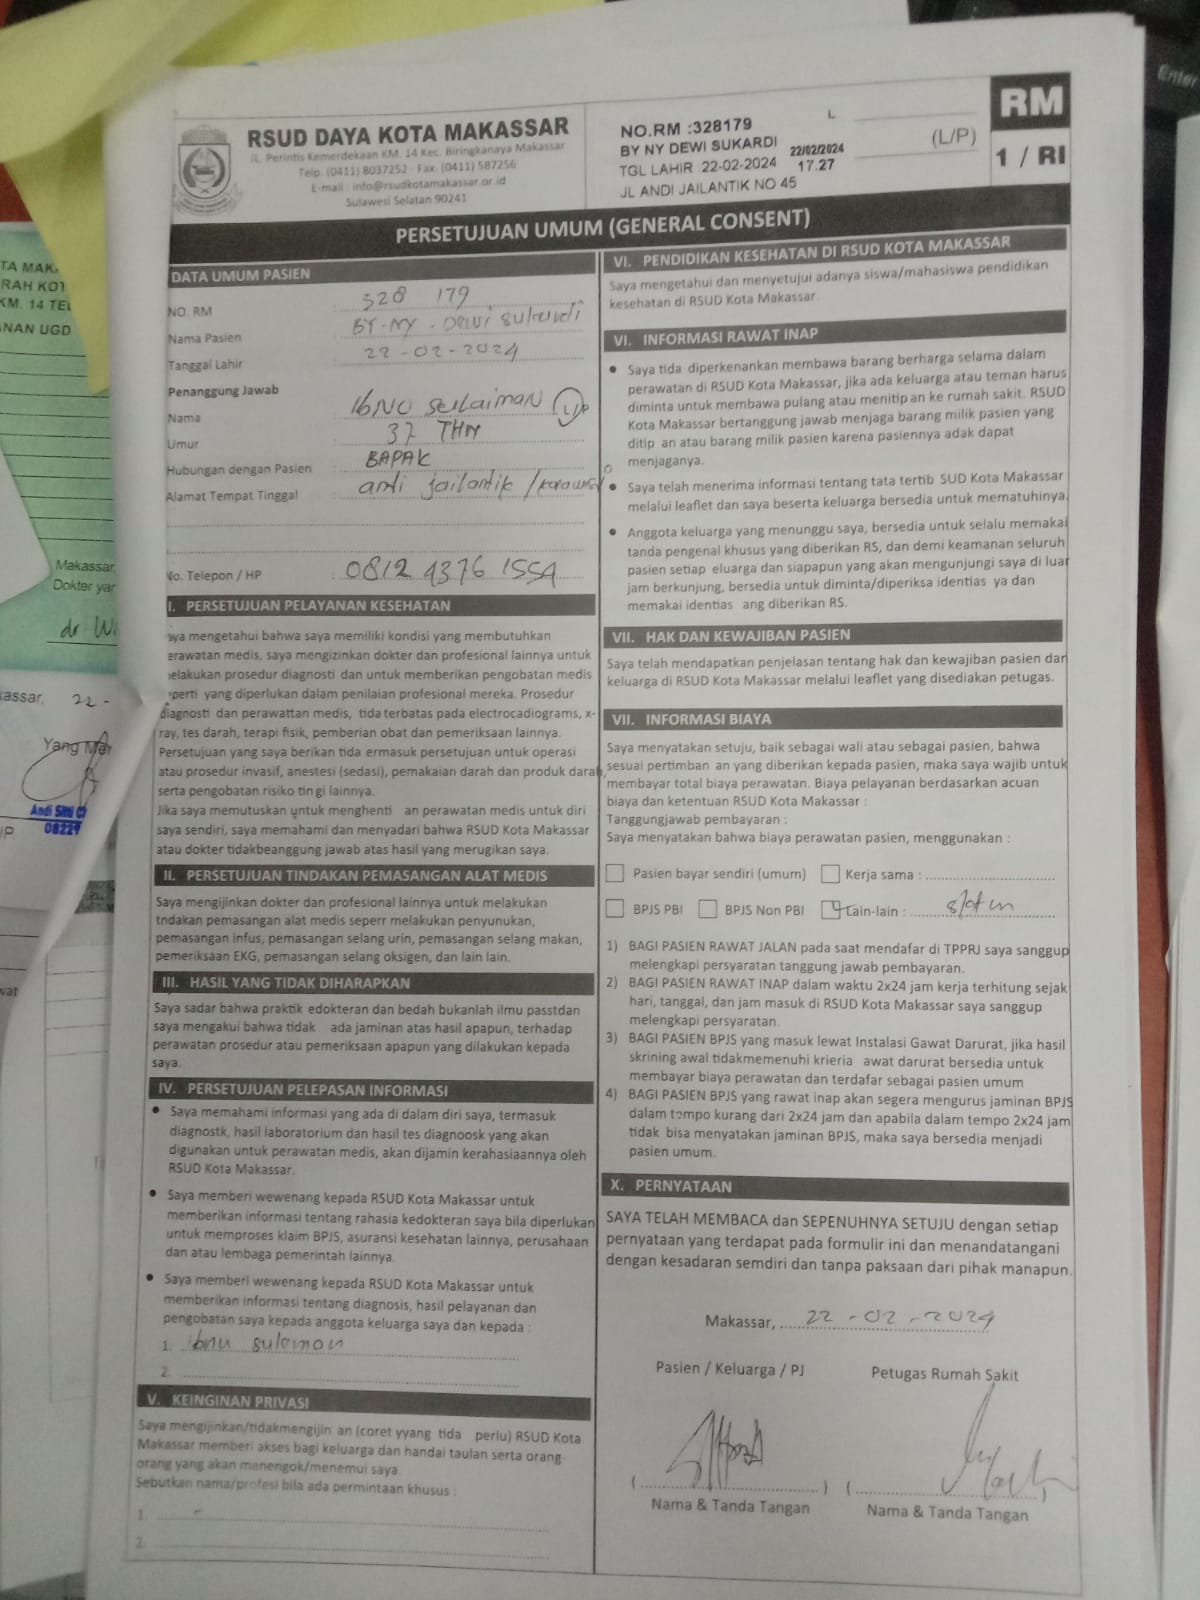 Enter
RM
1 / RI
RSUD DAYA KOTA MAKASSAR
JL. Perintis Kemerdekaan KM. 14 Kec. Biringkanaya Makassar
Telp. (0411) 8037252 - Fax. (0411) 587256
E-mail : info@rsudkotamakassar.or.id
Sulawesi Selatan 90241
NO.RM :328179
BY NY DEWI SUKARDI 22/02/2024
TGL LAHIR 22-02-2024 17.27
JL ANDI JAILANTIK NO 45
L
(L/P)
PERSETUJUAN UMUM (GENERAL CONSENT)
DATA UMUM PASIEN
NO. RM : 328 179
Nama Pasien : BY.NY. Dewi Sukardi
Tanggal Lahir : 22-02-2024
Penanggung Jawab
Nama : IBNU Sulaiman L/P
Umur : 37 THN
Hubungan dengan Pasien : BAPAK
Alamat Tempat Tinggal : andi Jailantik /
No. Telepon / HP : 0812 4376 1554
I. PERSETUJUAN PELAYANAN KESEHATAN
aya mengetahui bahwa saya memiliki kondisi yang membutuhkan
erawatan medis, saya mengizinkan dokter dan profesional lainnya untuk
elakukan prosedur diagnosti dan untuk memberikan pengobatan medis
perti yang diperlukan dalam penilaian profesional mereka. Prosedur
diagnosti dan perawattan medis, tida terbatas pada electrocadiograms, x-
ray, tes darah, terapi fisik, pemberian obat dan pemeriksaan lainnya.
Persetujuan yang saya berikan tida ermasuk persetujuan untuk operasi
atau prosedur invasif, anestesi (sedasi), pemakaian darah dan produk darah,
serta pengobatan risiko tin gi lainnya.
Jika saya memutuskan untuk menghenti an perawatan medis untuk diri
saya sendiri, saya memahami dan menyadari bahwa RSUD Kota Makassar
atau dokter tidakbeanggung jawab atas hasil yang merugikan saya.
II. PERSETUJUAN TINDAKAN PEMASANGAN ALAT MEDIS
Saya mengijinkan dokter dan profesional lainnya untuk melakukan
tndakan pemasangan alat medis seperr melakukan penyunukan,
pemasangan infus, pemasangan selang urin, pemasangan selang makan,
pemeriksaan EKG, pemasangan selang oksigen, dan lain lain.
III. HASIL YANG TIDAK DIHARAPKAN
Saya sadar bahwa praktik edokteran dan bedah bukanlah ilmu passtdan
saya mengakui bahwa tidak ada jaminan atas hasil apapun, terhadap
perawatan prosedur atau pemeriksaan apapun yang dilakukan kepada
saya.
IV. PERSETUJUAN PELEPASAN INFORMASI
• Saya memahami informasi yang ada di dalam diri saya, termasuk
diagnostk, hasil laboratorium dan hasil tes diagnoosk yang akan
digunakan untuk perawatan medis, akan dijamin kerahasiaannya oleh
RSUD Kota Makassar.
• Saya memberi wewenang kepada RSUD Kota Makassar untuk
memberikan informasi tentang rahasia kedokteran saya bila diperlukan
untuk memproses klaim BPJS, asuransi kesehatan lainnya, perusahaan
dan atau lembaga pemerintah lainnya.
• Saya memberi wewenang kepada RSUD Kota Makassar untuk
memberikan informasi tentang diagnosis, hasil pelayanan dan
pengobatan saya kepada anggota keluarga saya dan kepada :
1. Ibnu suleman
2.
V. KEINGINAN PRIVASI
Saya mengijinkan/tidakmengijin an (coret yyang tida perlu) RSUD Kota
Makassar memberi akses bagi keluarga dan handai taulan serta orang-
orang yang akan menengok/menemui saya.
Sebutkan nama/profesi bila ada permintaan khusus :
1. -
2.
VI. PENDIDIKAN KESEHATAN DI RSUD KOTA MAKASSAR
Saya mengetahui dan menyetujui adanya siswa/mahasiswa pendidikan
kesehatan di RSUD Kota Makassar.
VI. INFORMASI RAWAT INAP
• Saya tida diperkenankan membawa barang berharga selama dalam
perawatan di RSUD Kota Makassar, jika ada keluarga atau teman harus
diminta untuk membawa pulang atau menitip an ke rumah sakit. RSUD
Kota Makassar bertanggung jawab menjaga barang milik pasien yang
ditip an atau barang milik pasien karena pasiennya adak dapat
menjaganya.
• Saya telah menerima informasi tentang tata tertib SUD Kota Makassar
melalui leaflet dan saya beserta keluarga bersedia untuk mematuhinya.
• Anggota keluarga yang menunggu saya, bersedia untuk selalu memakai
tanda pengenal khusus yang diberikan RS, dan demi keamanan seluruh
pasien setiap eluarga dan siapapun yang akan mengunjungi saya di luar
jam berkunjung, bersedia untuk diminta/diperiksa identias ya dan
memakai identias ang diberikan RS.
VII. HAK DAN KEWAJIBAN PASIEN
Saya telah mendapatkan penjelasan tentang hak dan kewajiban pasien dan
keluarga di RSUD Kota Makassar melalui leaflet yang disediakan petugas.
VII. INFORMASI BIAYA
Saya menyatakan setuju, baik sebagai wali atau sebagai pasien, bahwa
sesuai pertimban an yang diberikan kepada pasien, maka saya wajib untuk
membayar total biaya perawatan. Biaya pelayanan berdasarkan acuan
biaya dan ketentuan RSUD Kota Makassar :
Tanggungjawab pembayaran :
Saya menyatakan bahwa biaya perawatan pasien, menggunakan :
Pasien bayar sendiri (umum) Kerja sama :
BPJS PBI BPJS Non PBI Lain-lain :
1) BAGI PASIEN RAWAT JALAN pada saat mendafar di TPPRJ saya sanggup
melengkapi persyaratan tanggung jawab pembayaran.
2) BAGI PASIEN RAWAT INAP dalam waktu 2x24 jam kerja terhitung sejak
hari, tanggal, dan jam masuk di RSUD Kota Makassar saya sanggup
melengkapi persyaratan.
3) BAGI PASIEN BPJS yang masuk lewat Instalasi Gawat Darurat, jika hasil
skrining awal tidakmemenuhi krieria awat darurat bersedia untuk
membayar biaya perawatan dan terdafar sebagai pasien umum
4) BAGI PASIEN BPJS yang rawat inap akan segera mengurus jaminan BPJS
dalam tempo kurang dari 2x24 jam dan apabila dalam tempo 2x24 jam
tidak bisa menyatakan jaminan BPJS, maka saya bersedia menjadi
pasien umum.
X. PERNYATAAN
SAYA TELAH MEMBACA dan SEPENUHNYA SETUJU dengan setiap
pernyataan yang terdapat pada formulir ini dan menandatangani
dengan kesadaran semdiri dan tanpa paksaan dari pihak manapun.
Makassar, 22-02-2024
Pasien / Keluarga / PJ Petugas Rumah Sakit
Nama & Tanda Tangan Nama & Tanda Tangan
TA MAK
RAH KOT
KM. 14 TEL
NAN UGD
Makassar,
Dokter yar
dr. Wi
kassar, 22-
Yang Mer
Andi Sitti
08229